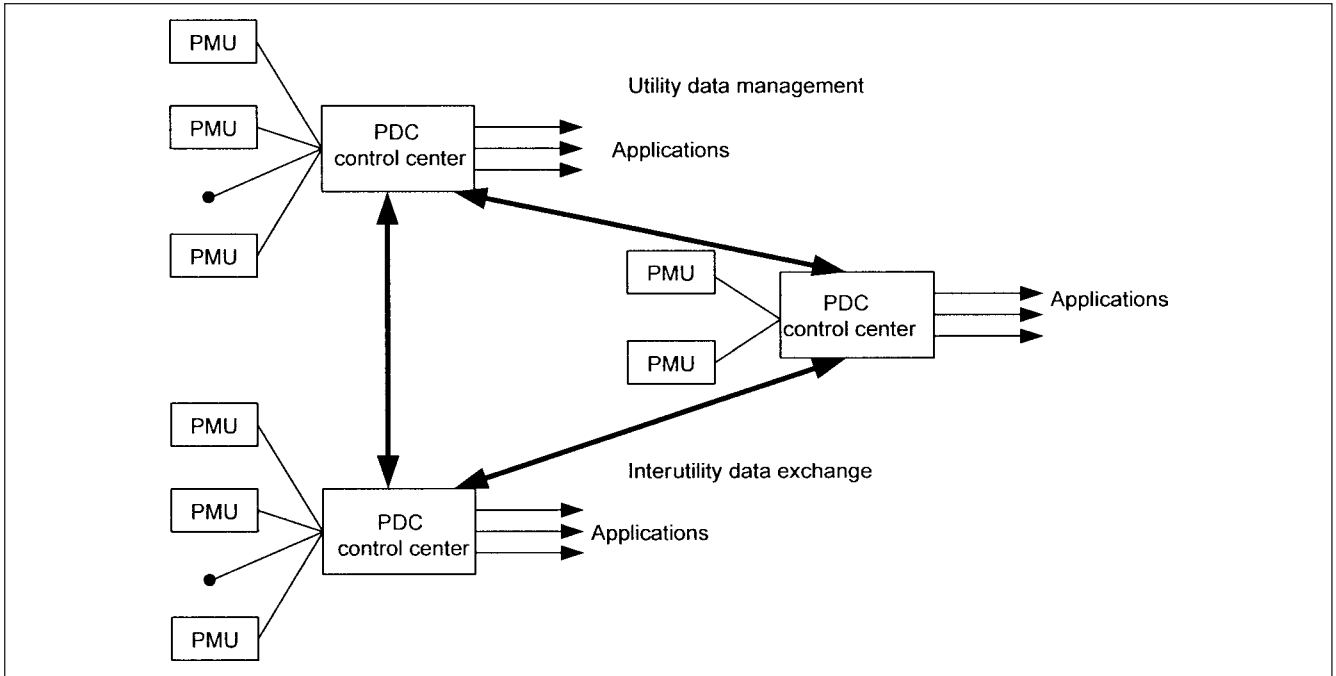 PMU
Utility data management
PMU
PDC
control center
Applications
PMU
PMU
PDC
control center
Applications
PMU
PMU
Interutility data exchange
PMU
PDC
control center
Applications
PMU